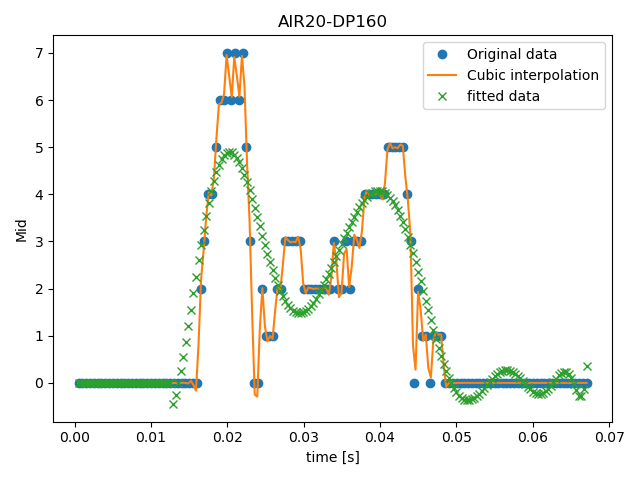 AIR20-DP160
Original data
Cubic interpolation
fitted data
Mid
7
6
5
4
3
2
1
0
0.00 0.01 0.02 0.03 0.04 0.05 0.06 0.07
time [s]